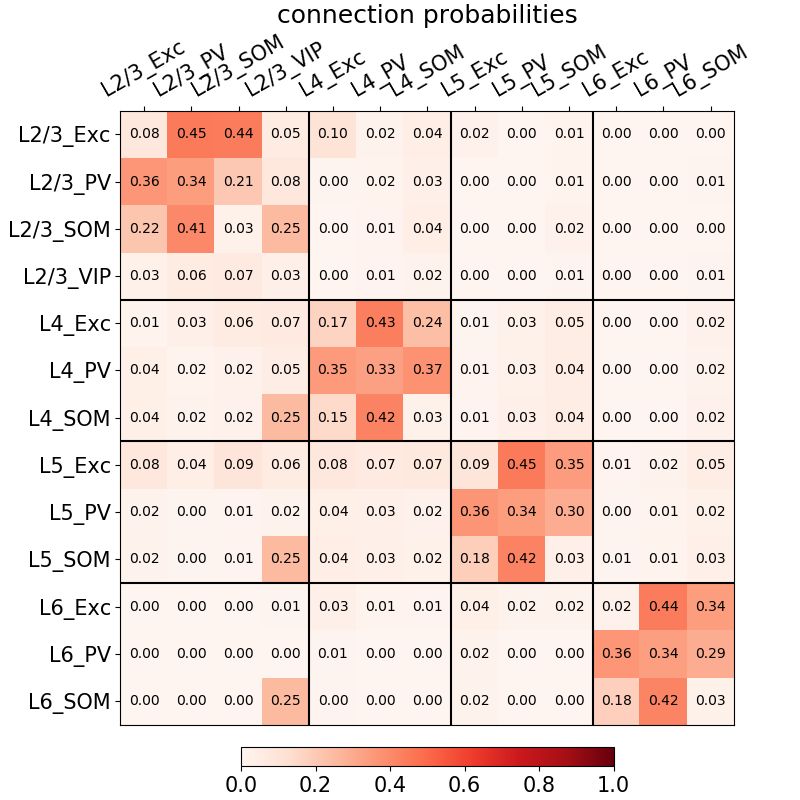 connection probabilities
L2/3_Exc L2/3_PV L2/3_SOM L2/3_VIP L4_Exc L4_PV L4_SOM L5_Exc L5_PV L5_SOM L6_Exc L6_PV L6_SOM
L2/3_Exc 0.08 0.45 0.44 0.05 0.10 0.02 0.04 0.02 0.00 0.01 0.00 0.00 0.00
L2/3_PV 0.36 0.34 0.21 0.08 0.00 0.02 0.03 0.00 0.00 0.01 0.00 0.00 0.01
L2/3_SOM 0.22 0.41 0.03 0.25 0.00 0.01 0.04 0.00 0.00 0.02 0.00 0.00 0.00
L2/3_VIP 0.03 0.06 0.07 0.03 0.00 0.01 0.02 0.00 0.00 0.01 0.00 0.00 0.01
L4_Exc 0.01 0.03 0.06 0.07 0.17 0.43 0.24 0.01 0.03 0.05 0.00 0.00 0.02
L4_PV 0.04 0.02 0.02 0.05 0.35 0.33 0.37 0.01 0.03 0.04 0.00 0.00 0.02
L4_SOM 0.04 0.02 0.02 0.25 0.15 0.42 0.03 0.01 0.03 0.04 0.00 0.00 0.02
L5_Exc 0.08 0.04 0.09 0.06 0.08 0.07 0.07 0.09 0.45 0.35 0.01 0.02 0.05
L5_PV 0.02 0.00 0.01 0.02 0.04 0.03 0.02 0.36 0.34 0.30 0.00 0.01 0.02
L5_SOM 0.02 0.00 0.01 0.25 0.04 0.03 0.02 0.18 0.42 0.03 0.01 0.01 0.03
L6_Exc 0.00 0.00 0.00 0.01 0.03 0.01 0.01 0.04 0.02 0.02 0.02 0.44 0.34
L6_PV 0.00 0.00 0.00 0.00 0.01 0.00 0.00 0.02 0.00 0.00 0.36 0.34 0.29
L6_SOM 0.00 0.00 0.00 0.25 0.00 0.00 0.00 0.02 0.00 0.00 0.18 0.42 0.03
0.0 0.2 0.4 0.6 0.8 1.0